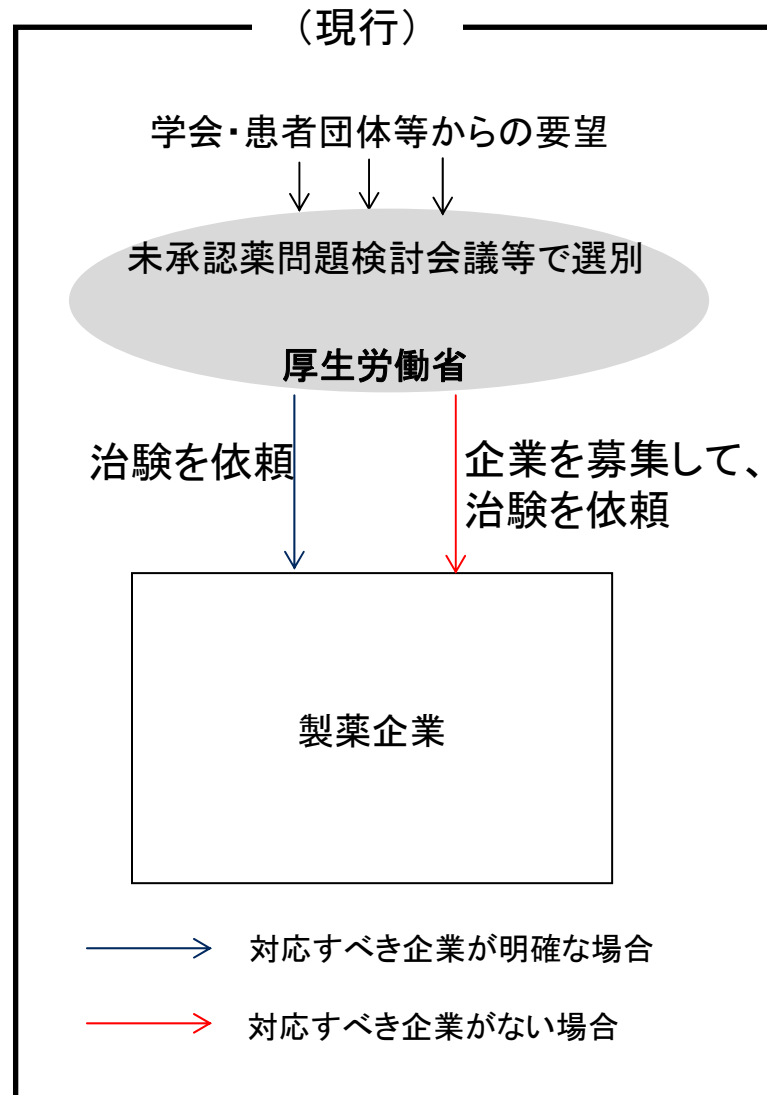 （現行）
学会・患者団体等からの要望
未承認薬問題検討会議等で選別
厚生労働省
治験を依頼
企業を募集して、
治験を依頼
製薬企業
対応すべき企業が明確な場合
対応すべき企業がない場合